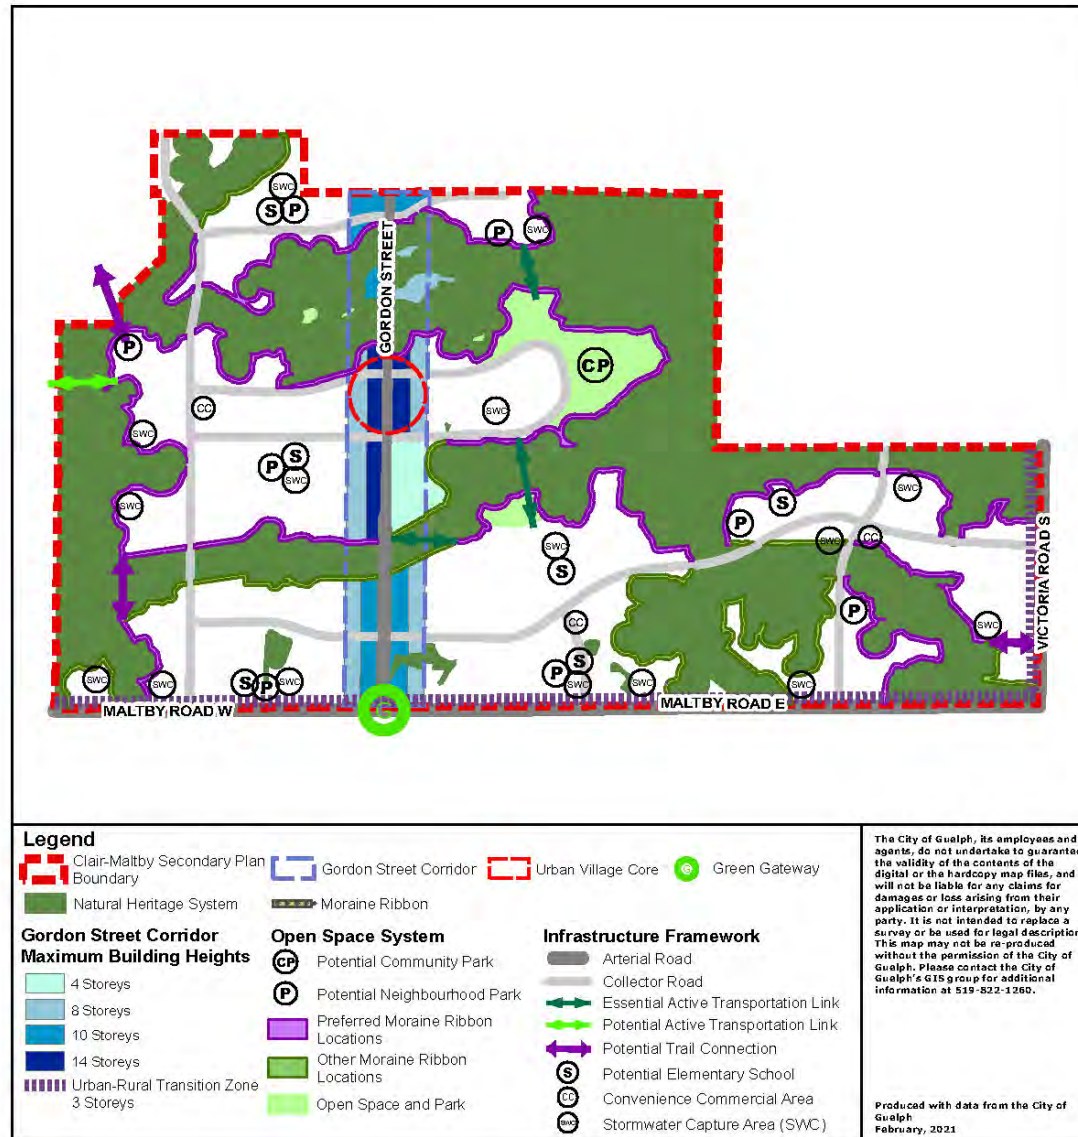 SWC
S P
P SWC
GORDON STREET
P
CP
CC
SWC
SWC
S
P
SWC
SWC
S
SWC
P
SWC
SWC
CC
SWC
S
VICTORIA ROAD S
P
CC
SWC
S
P
SWC
SWC
SWC
S
P
SWC
SWC
SWC
G
MALTBY ROAD W
MALTBY ROAD E
Legend
Clair-Maltby Secondary Plan
Boundary
Gordon Street Corridor
Urban Village Core
G Green Gateway
Natural Heritage System
Moraine Ribbon
Gordon Street Corridor
Maximum Building Heights
4 Storeys
8 Storeys
10 Storeys
14 Storeys
Urban-Rural Transition Zone
3 Storeys
Open Space System
CP Potential Community Park
P Potential Neighbourhood Park
Preferred Moraine Ribbon
Locations
Other Moraine Ribbon
Locations
Open Space and Park
Infrastructure Framework
Arterial Road
Collector Road
Essential Active Transportation Link
Potential Active Transportation Link
Potential Trail Connection
S Potential Elementary School
CC Convenience Commercial Area
SWC Stormwater Capture Area (SWC)
The City of Guelph, its employees and
agents, do not undertake to guarantee
the validity of the contents of the
digital or the hardcopy map files, and
will not be liable for any claims for
damages or loss arising from their
application or interpretation, by any
party. It is not intended to replace a
survey or be used for legal description.
This map may not be re-produced
without the permission of the City of
Guelph. Please contact the City of
Guelph's GIS group for additional
information at 519-822-1260.
Produced with data from the City of
Guelph
February, 2021